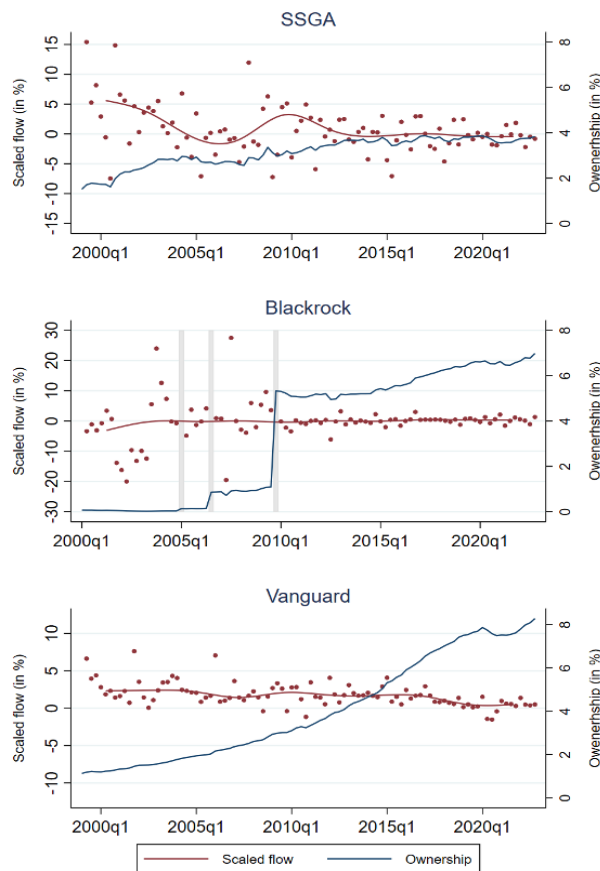 SSGA
Scaled flow (in %)
15
10
5
0
-5
-10
-15
8
6
4
2
0
Owenerhship (in %)
2000q1 2005q1 2010q1 2015q1 2020q1
Blackrock
Scaled flow (in %)
30
20
10
0
-10
-20
-30
8
6
4
2
0
Ownership (in %)
2000q1 2005q1 2010q1 2015q1 2020q1
Vanguard
Scaled flow (in %)
10
5
0
-5
-10
8
6
4
2
0
Ownership (in %)
2000q1 2005q1 2010q1 2015q1 2020q1
Scaled flow Ownership